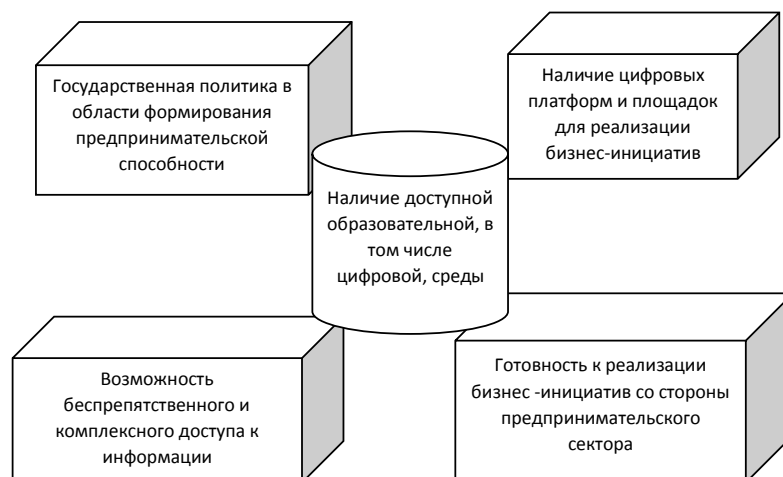 Государственная политика в
области формирования
предпринимательской
способности
Наличие цифровых
платформ и площадок
для реализации
бизнес-инициатив
Наличие доступной
образовательной, в
том числе
цифровой, среды
Возможность
беспрепятственного и
комплексного доступа к
информации
Готовность к реализации
бизнес -инициатив со стороны
предпринимательского
сектора